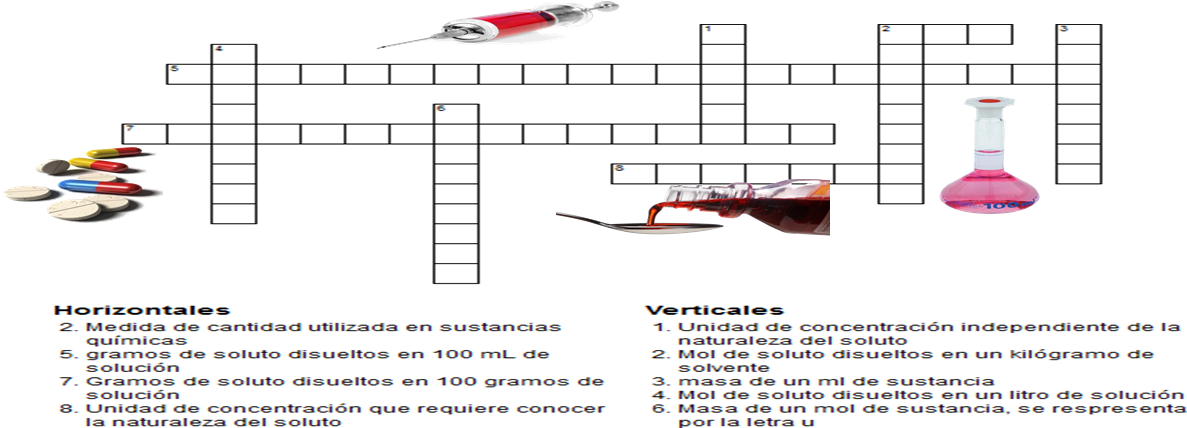 1
2
3
4
5
6
7
8
100
Horizontales
2. Medida de cantidad utilizada en sustancias
químicas
5. gramos de soluto disueltos en 100 mL de
solución
7. Gramos de soluto disueltos en 100 gramos de
solución
8. Unidad de concentración que requiere conocer
la naturaleza del soluto
Verticales
1. Unidad de concentración independiente de la
naturaleza del soluto
2. Mol de soluto disueltos en un kilógramo de
solvente
3. masa de un ml de sustancia
4. Mol de soluto disueltos en un litro de solución
6. Masa de un mol de sustancia, se respresenta
por la letra u